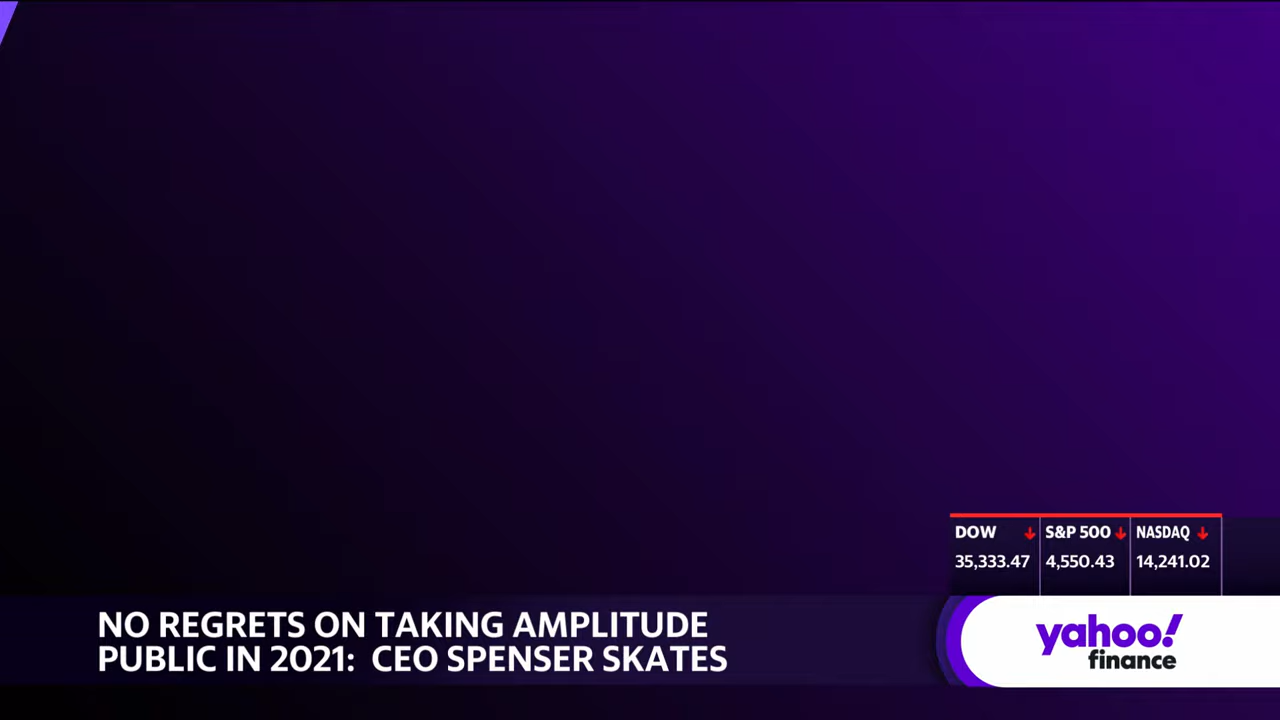 DOW S&P 500 NASDAQ
35,333.47 4,550.43 14,241.02
NO REGRETS ON TAKING AMPLITUDE
PUBLIC IN 2021: CEO SPENSER SKATES
yahoo!
finance